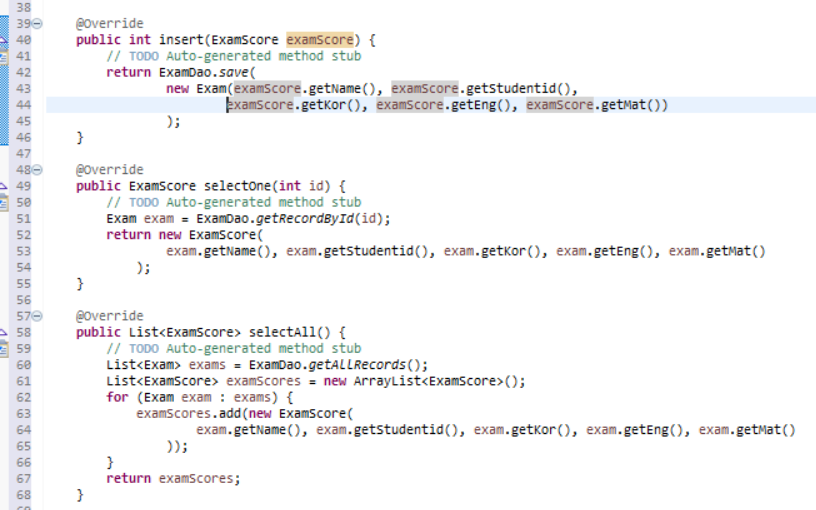 38
39 @Override
40 public int insert(ExamScore examScore) {
41 // TODO Auto-generated method stub
42 return ExamDao.save(
43 new Exam(examScore.getName(), examScore.getStudentid(),
44 examScore.getKor(), examScore.getEng(), examScore.getMat())
45 );
46 }
47
48 @Override
49 public ExamScore selectOne(int id) {
50 // TODO Auto-generated method stub
51 Exam exam = ExamDao.getRecordById(id);
52 return new ExamScore(
53 exam.getName(), exam.getStudentid(), exam.getKor(), exam.getEng(), exam.getMat()
54 );
55 }
56
57 @Override
58 public List<ExamScore> selectAll() {
59 // TODO Auto-generated method stub
60 List<Exam> exams = ExamDao.getAllRecords();
61 List<ExamScore> examScores = new ArrayList<ExamScore>();
62 for (Exam exam : exams) {
63 examScores.add(new ExamScore(
64 exam.getName(), exam.getStudentid(), exam.getKor(), exam.getEng(), exam.getMat()
65 ));
66 }
67 return examScores;
68 }